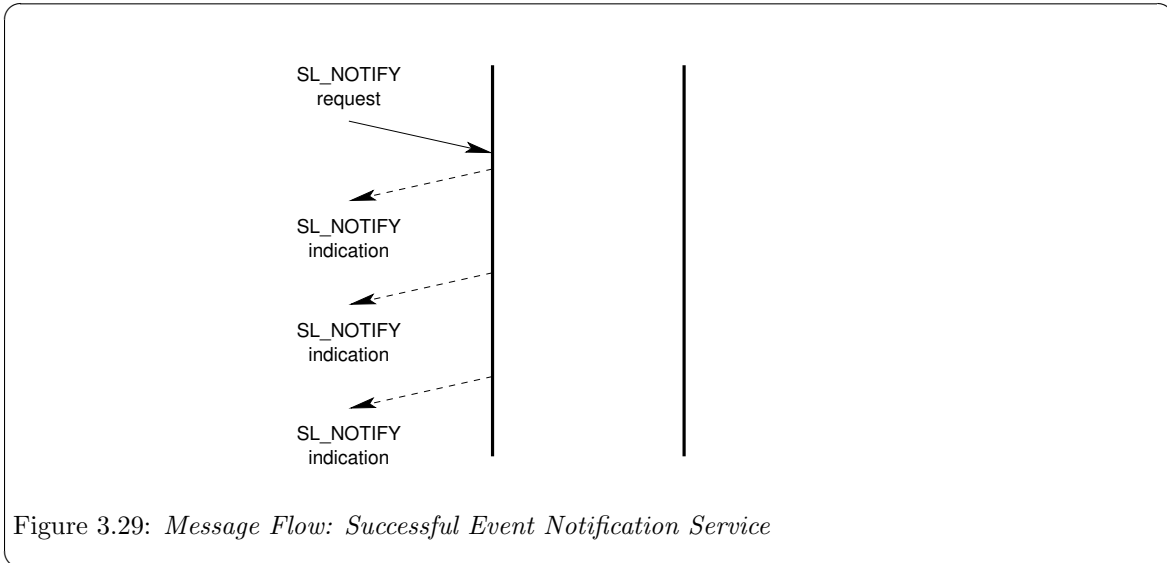 SL_NOTIFY
request
SL_NOTIFY
indication
SL_NOTIFY
indication
SL_NOTIFY
indication
Figure 3.29: Message Flow: Successful Event Notification Service